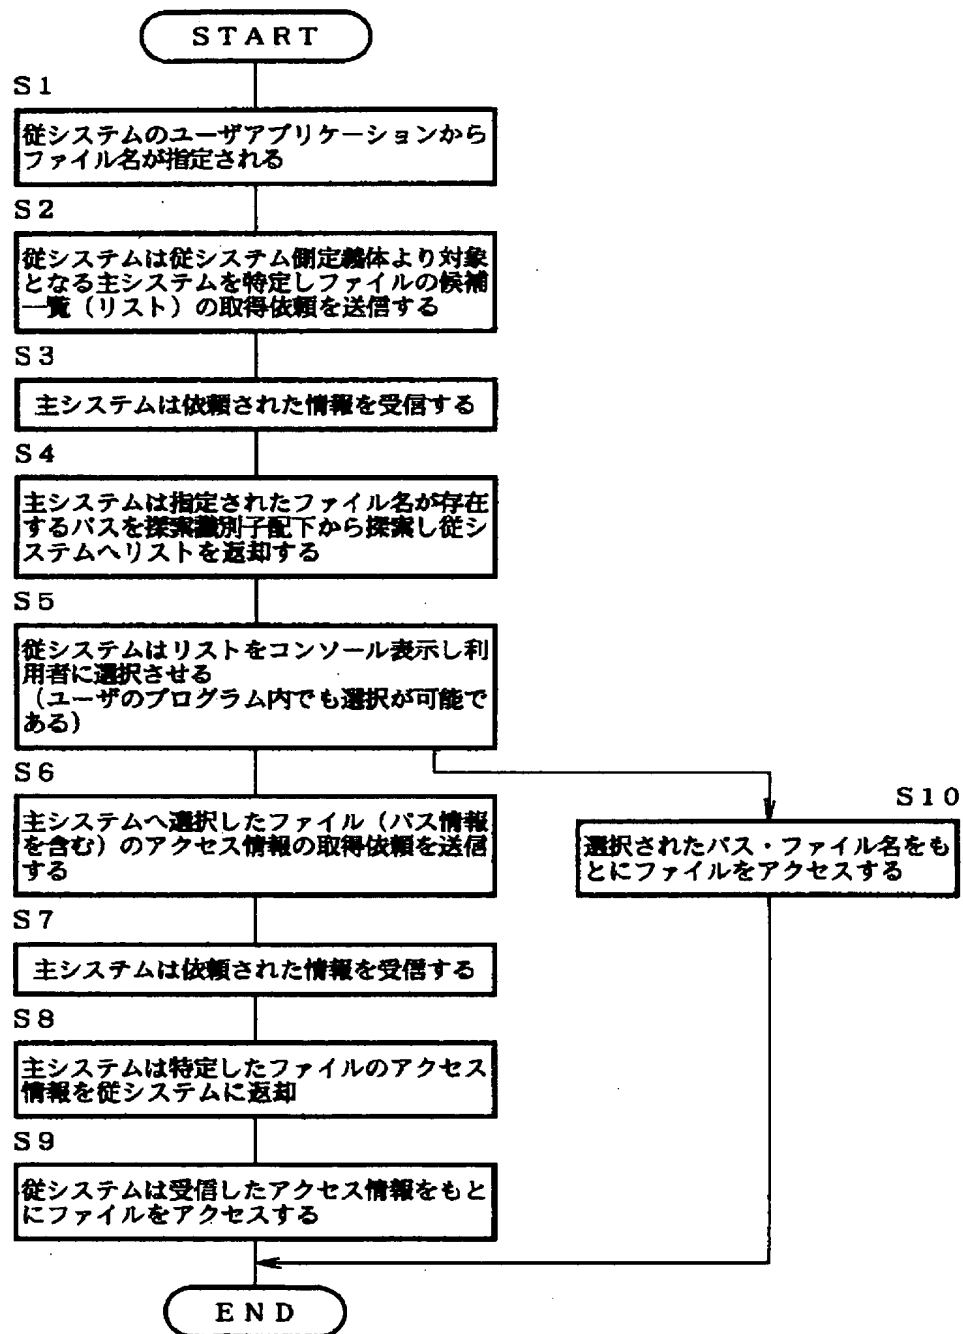 START
S1
従システムのユーザアプリケーションから
ファイル名が指定される
S2
従システムは従システム側定義体より対象
となる主システムを特定しファイルの候補
一覧（リスト）の取得依頼を送信する
S3
主システムは依頼された情報を受信する
S4
主システムは指定されたファイル名が存在
するパスを探索識別子配下から探索し従シ
ステムへリストを返却する
S5
従システムはリストをコンソール表示し利
用者に選択させる
（ユーザのプログラム内でも選択が可能で
ある）
S6
主システムへ選択したファイル（パス情報
を含む）のアクセス情報の取得依頼を送信
する
S7
主システムは依頼された情報を受信する
S8
主システムは特定したファイルのアクセス
情報を従システムに返却
S9
従システムは受信したアクセス情報をもと
にファイルをアクセスする
S10
選択されたパス・ファイル名をも
とにファイルをアクセスする
END